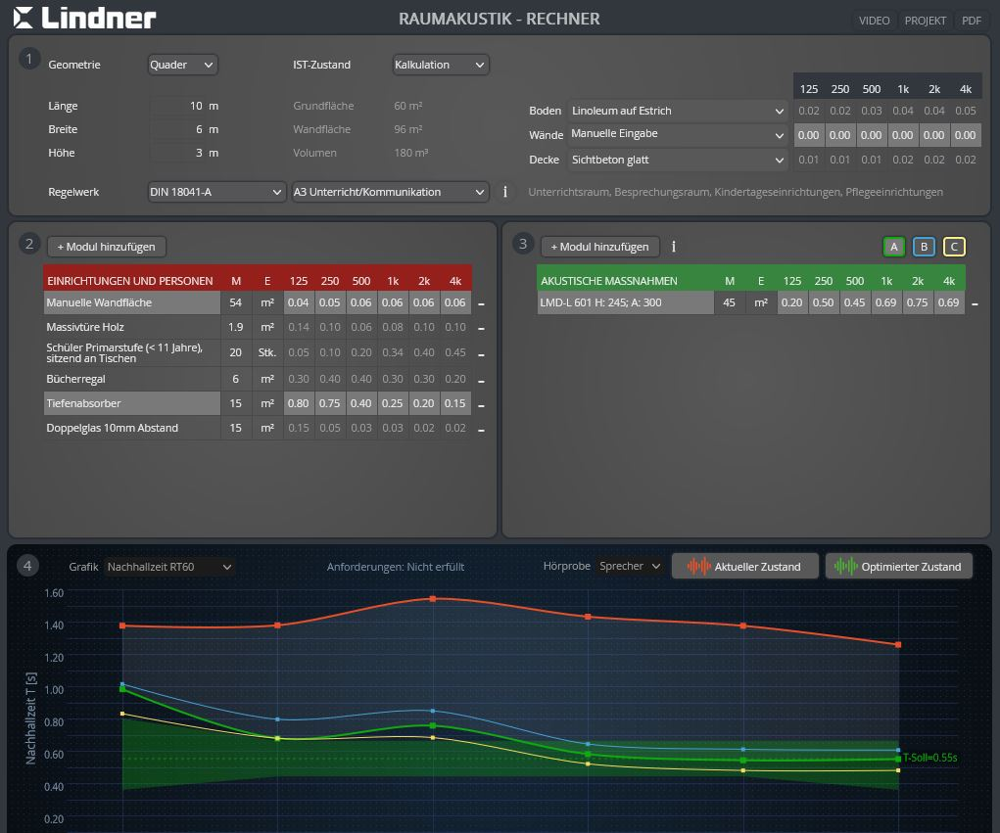 Lindner
RAUMAKUSTIK - RECHNER
VIDEO PROJEKT PDF
1
Geometrie Quader IST-Zustand Kalkulation
125 250 500 1k 2k 4k
Länge 10 m Grundfläche 60 m² Boden Linoleum auf Estrich 0.02 0.02 0.03 0.04 0.04 0.05
Breite 6 m Wandfläche 96 m² Wände Manuelle Eingabe 0.00 0.00 0.00 0.00 0.00 0.00
Höhe 3 m Volumen 180 m³ Decke Sichtbeton glatt 0.01 0.01 0.01 0.02 0.02 0.02
Regelwerk DIN 18041-A A3 Unterricht/Kommunikation i Unterrichtsraum, Besprechungsraum, Kindertageseinrichtungen, Pflegeeinrichtungen
2 + Modul hinzufügen
EINRICHTUNGEN UND PERSONEN M E 125 250 500 1k 2k 4k
Manuelle Wandfläche 54 m² 0.04 0.05 0.06 0.06 0.06 0.06 –
Massivtüre Holz 1.9 m² 0.14 0.10 0.06 0.08 0.10 0.10 –
Schüler Primarstufe (< 11 Jahre),
sitzend an Tischen 20 Stk. 0.05 0.10 0.20 0.34 0.40 0.45 –
Bücherregal 6 m² 0.30 0.40 0.40 0.30 0.30 0.20 –
Tiefenabsorber 15 m² 0.80 0.75 0.40 0.25 0.20 0.15 –
Doppelglas 10mm Abstand 15 m² 0.15 0.05 0.03 0.03 0.02 0.02 –
3 + Modul hinzufügen i A B C
AKUSTISCHE MASSNAHMEN M E 125 250 500 1k 2k 4k
LMD-L 601 H: 245; A: 300 45 m² 0.20 0.50 0.45 0.69 0.75 0.69 –
4 Grafik Nachhallzeit RT60 Anforderungen: Nicht erfüllt Hörprobe Sprecher Aktueller Zustand Optimierter Zustand
Nachhallzeit T [s]
1.60
1.40
1.20
1.00
0.80
0.60
T-Soll=0.55s
0.40
0.20